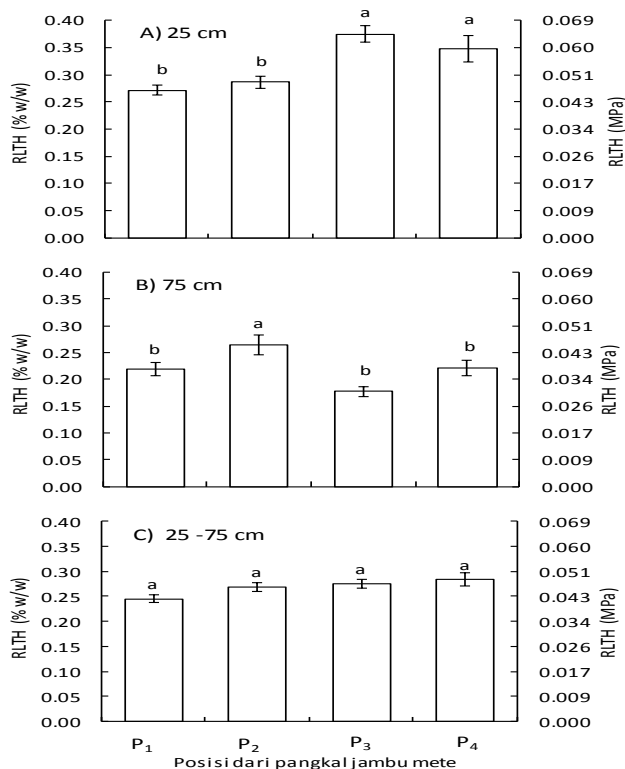 A) 25 cm
RLTH (% w/w)
0.40
0.35
0.30
0.25
0.20
0.15
0.10
0.05
0.00
b
b
a
a
0.069
0.060
0.051
0.043
0.034
0.026
0.017
0.009
0.000
RLTH (MPa)
B) 75 cm
RLTH (% w/w)
0.40
0.35
0.30
0.25
0.20
0.15
0.10
0.05
0.00
b
a
b
b
0.069
0.060
0.051
0.043
0.034
0.026
0.017
0.009
0.000
RLTH (MPa)
C) 25 -75 cm
RLTH (% w/w)
0.40
0.35
0.30
0.25
0.20
0.15
0.10
0.05
0.00
a
a
a
a
0.069
0.060
0.051
0.043
0.034
0.026
0.017
0.009
0.000
RLTH (MPa)
P1 P2 P3 P4
Posisi dari pangkal jambu mete